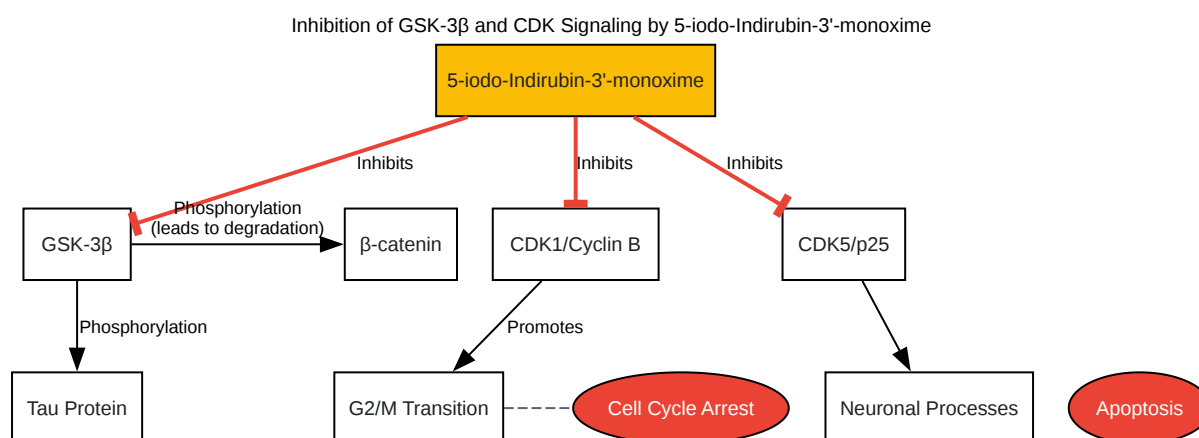 Inhibition of GSK-3β and CDK Signaling by 5-iodo-Indirubin-3'-monoxime
5-iodo-Indirubin-3'-monoxime
Inhibits
Inhibits
Inhibits
Phosphorylation
(leads to degradation)
GSK-3β
β-catenin
CDK1/Cyclin B
CDK5/p25
Phosphorylation
Promotes
Tau Protein
G2/M Transition
Cell Cycle Arrest
Neuronal Processes
Apoptosis